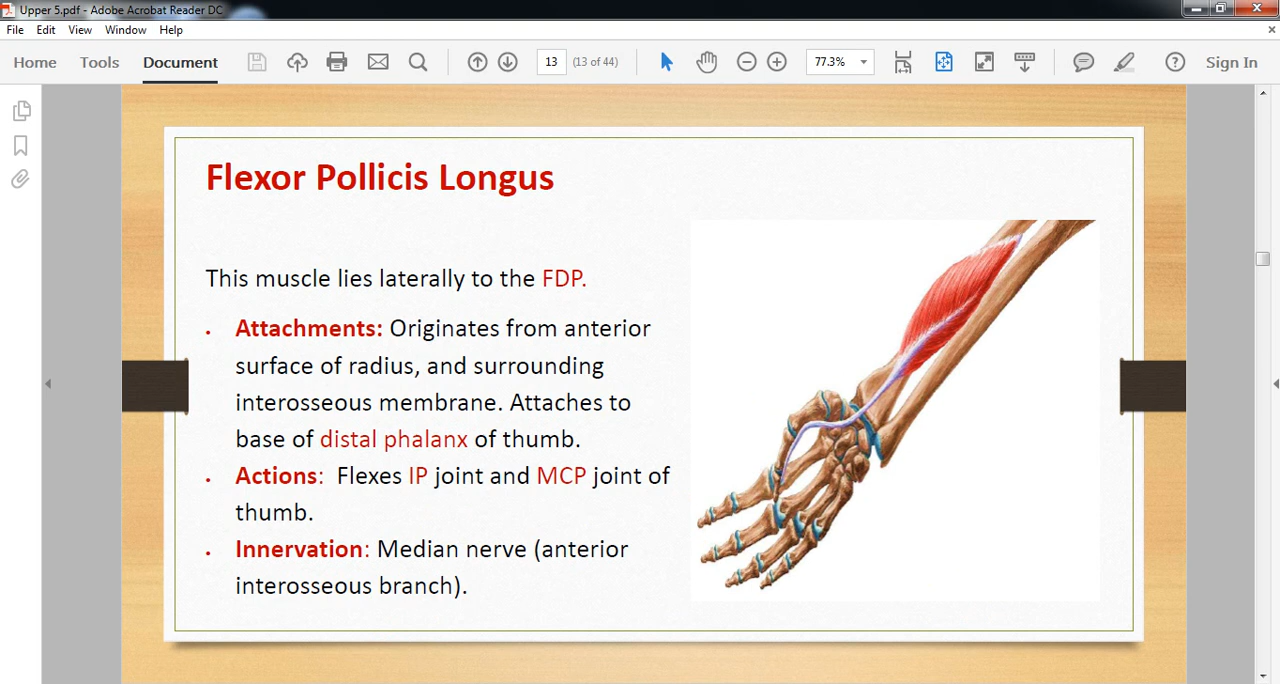 Upper 5.pdf - Adobe Acrobat Reader DC
File Edit View Window Help
Home Tools Document 13 (13 of 44) 77.3% Sign In
Flexor Pollicis Longus
This muscle lies laterally to the FDP.
• Attachments: Originates from anterior
surface of radius, and surrounding
interosseous membrane. Attaches to
base of distal phalanx of thumb.
• Actions: Flexes IP joint and MCP joint of
thumb.
• Innervation: Median nerve (anterior
interosseous branch).